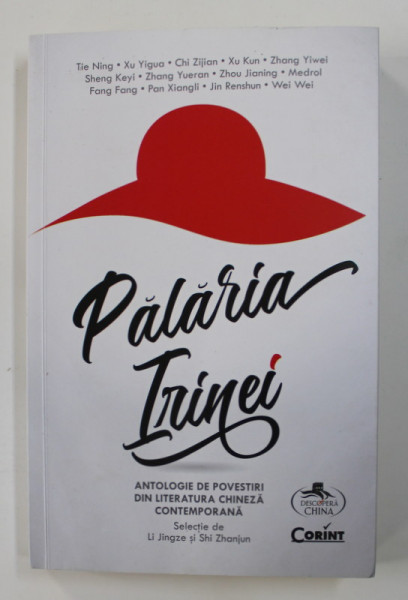 Tie Ning • Xu Yigua • Chi Zijian • Xu Kun • Zhang Yiwei
Sheng Keyi • Zhang Yueran • Zhou Jianing • Medrol
Fang Fang • Pan Xiangli • Jin Renshun • Wei Wei
Pălăria
Irinei
ANTOLOGIE DE POVESTIRI
DIN LITERATURA CHINEZĂ
CONTEMPORANĂ
Selecție de
Li Jingze și Shi Zhanjun
DESCOPERĂ
CHINA
CORINT